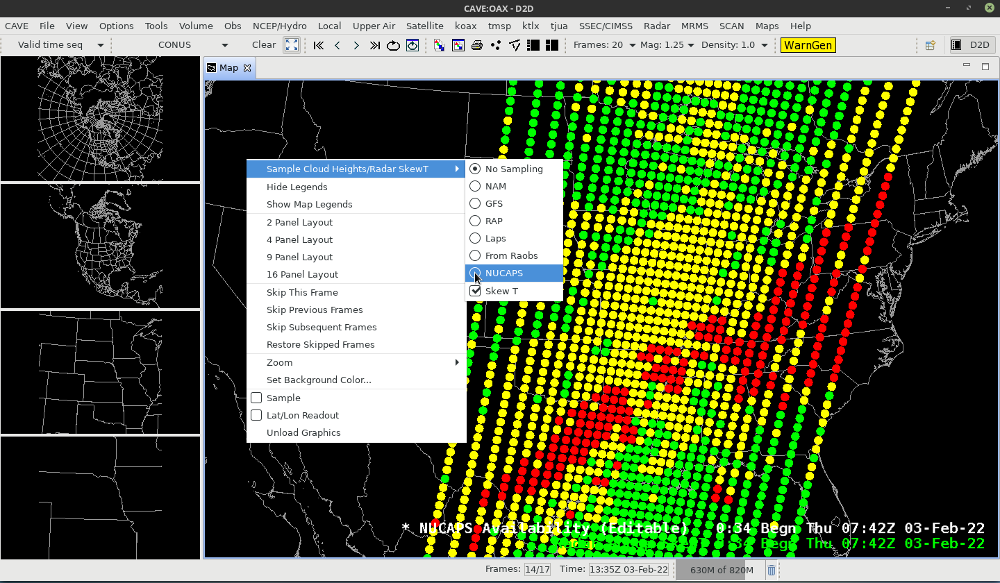 CAVE:OAX - D2D
CAVE File View Options Tools Volume Obs NCEP/Hydro Local Upper Air Satellite koax tmsp ktlx tjua SSEC/CIMSS Radar MRMS SCAN Maps Help
Valid time seq CONUS Clear Frames: 20 Mag: 1.25 Density: 1.0 WarnGen D2D
Map
Sample Cloud Heights/Radar SkewT
Hide Legends
Show Map Legends
2 Panel Layout
4 Panel Layout
9 Panel Layout
16 Panel Layout
Skip This Frame
Skip Previous Frames
Skip Subsequent Frames
Restore Skipped Frames
Zoom
Set Background Color...
Sample
Lat/Lon Readout
Unload Graphics
No Sampling
NAM
GFS
RAP
Laps
From Raobs
NUCAPS
Skew T
* NUCAPS Availability (Editable) 0:34 Begn Thu 07:42Z 03-Feb-22
0:34 Begn Thu 07:42Z 03-Feb-22
Frames: 14/17 Time: 13:35Z 03-Feb-22 630M of 820M